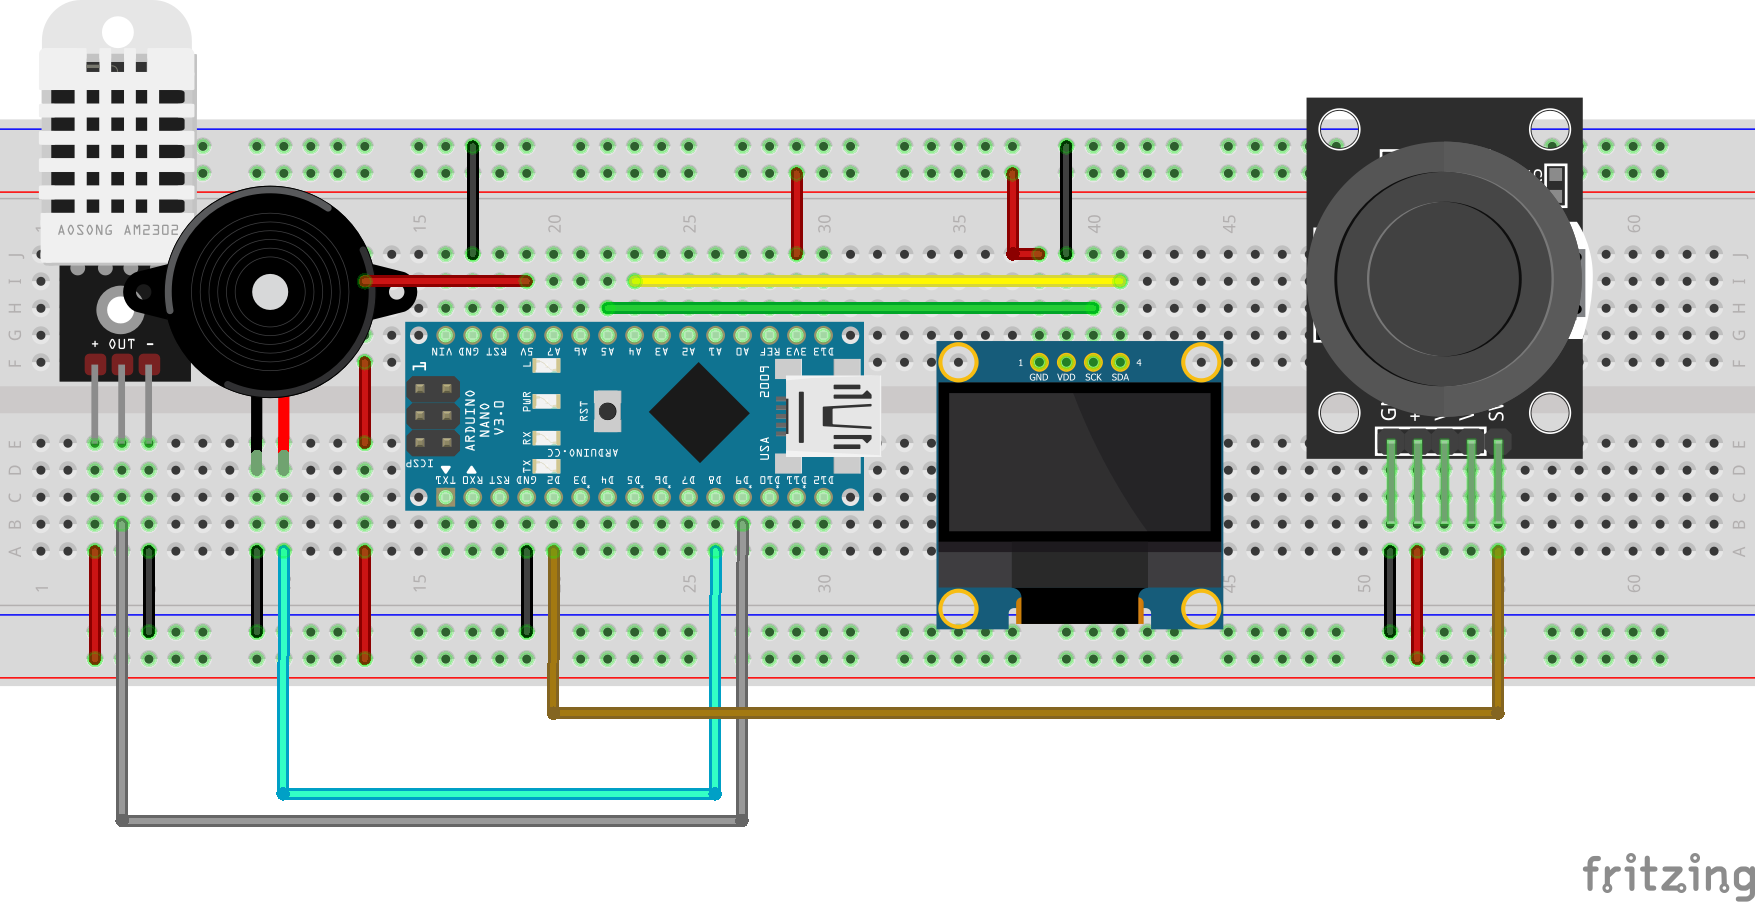 AOSONG AM2302
+ OUT -
15 20 25 30 35 40 45 60
J
I
H
G
F
J
I
H
G
F
VIN GND RST 5V A7 A6 A5 A4 A3 A2 A1 A0 REF 3V3 D13
1
L
PWR
RX
TX
RST
ARDUINO
NANO
V3.0
ARDUINO.CC
USA
2009
ICSP
TX1 RX0 RST GND D2 D3 D4 D5 D6 D7 D8 D9 D10 D11 D12
1 4
GND VDD SCK SDA
+
E
D
C
B
A
E
D
C
B
A
1 15 25 30 45 50 60
fritzing